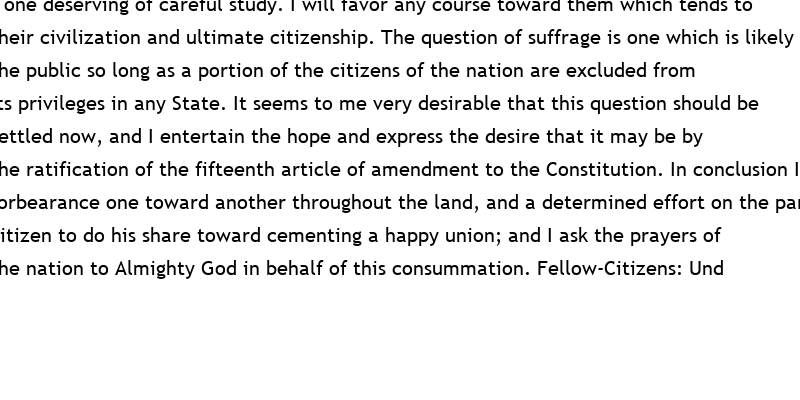 one deserving of careful study. I will favor any course toward them which tends to
heir civilization and ultimate citizenship. The question of suffrage is one which is likely
he public so long as a portion of the citizens of the nation are excluded from
ts privileges in any State. It seems to me very desirable that this question should be
ettled now, and I entertain the hope and express the desire that it may be by
he ratification of the fifteenth article of amendment to the Constitution. In conclusion I
orbearance one toward another throughout the land, and a determined effort on the par
itizen to do his share toward cementing a happy union; and I ask the prayers of
he nation to Almighty God in behalf of this consummation. Fellow-Citizens: Und